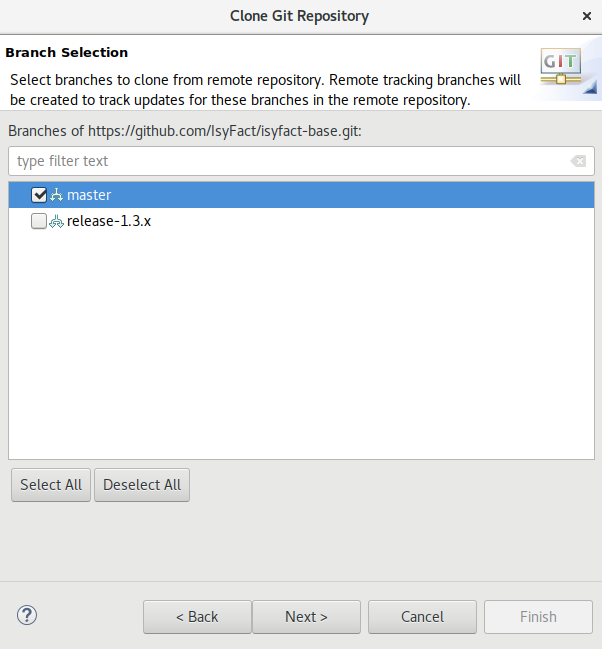 Clone Git Repository
Branch Selection
GIT
Select branches to clone from remote repository. Remote tracking branches will
be created to track updates for these branches in the remote repository.
Branches of https://github.com/IsyFact/isyfact-base.git:
type filter text
master
release-1.3.x
Select All
Deselect All
?
< Back
Next >
Cancel
Finish